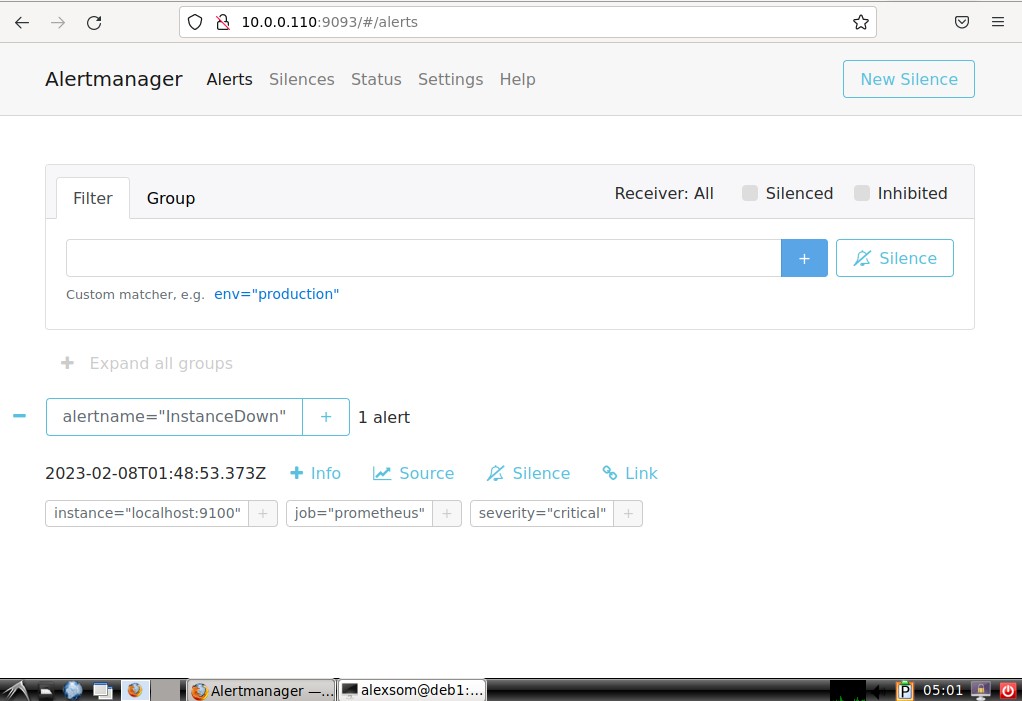 10.0.0.110:9093/#/alerts
Alertmanager Alerts Silences Status Settings Help New Silence
Filter Group Receiver: All Silenced Inhibited
+ Silence
Custom matcher, e.g. env="production"
+ Expand all groups
alertname="InstanceDown" + 1 alert
2023-02-08T01:48:53.373Z + Info Source Silence Link
instance="localhost:9100" + job="prometheus" + severity="critical" +
Alertmanager —... alexsom@deb1:... P 05:01